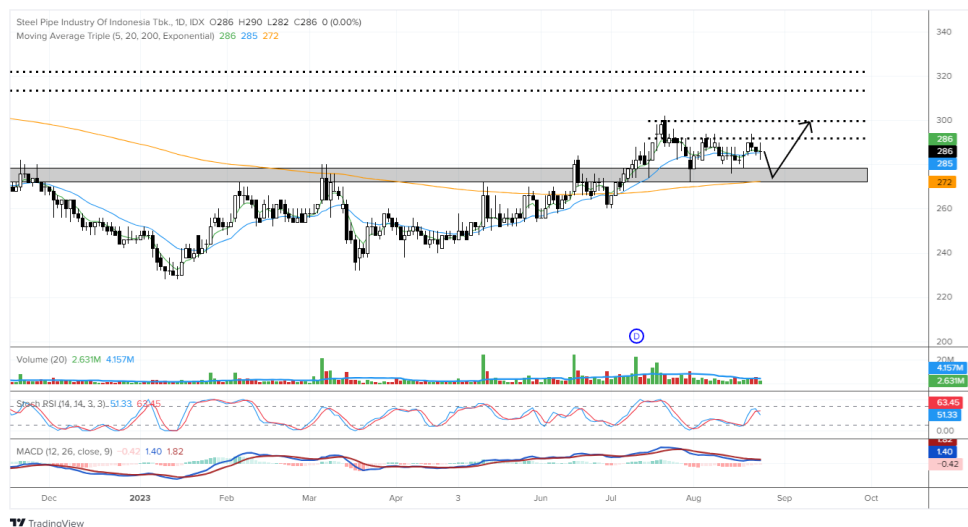 Steel Pipe Industry Of Indonesia Tbk., 1D, IDX O286 H290 L282 C286 0 (0.00%)
Moving Average Triple (5, 20, 200, Exponential) 286 285 272
340
320
300
286
286
285
272
260
240
220
200
D
Volume (20) 2.631M 4.157M
20M
4.157M
2.631M
Stoch RSI (14, 14, 3, 3) 51.33 63.45
63.45
51.33
0.00
MACD (12, 26, close, 9) −0.42 1.40 1.82
1.82
1.40
−0.42
Dec 2023 Feb Mar Apr 3 Jun Jul Aug Sep Oct
TradingView